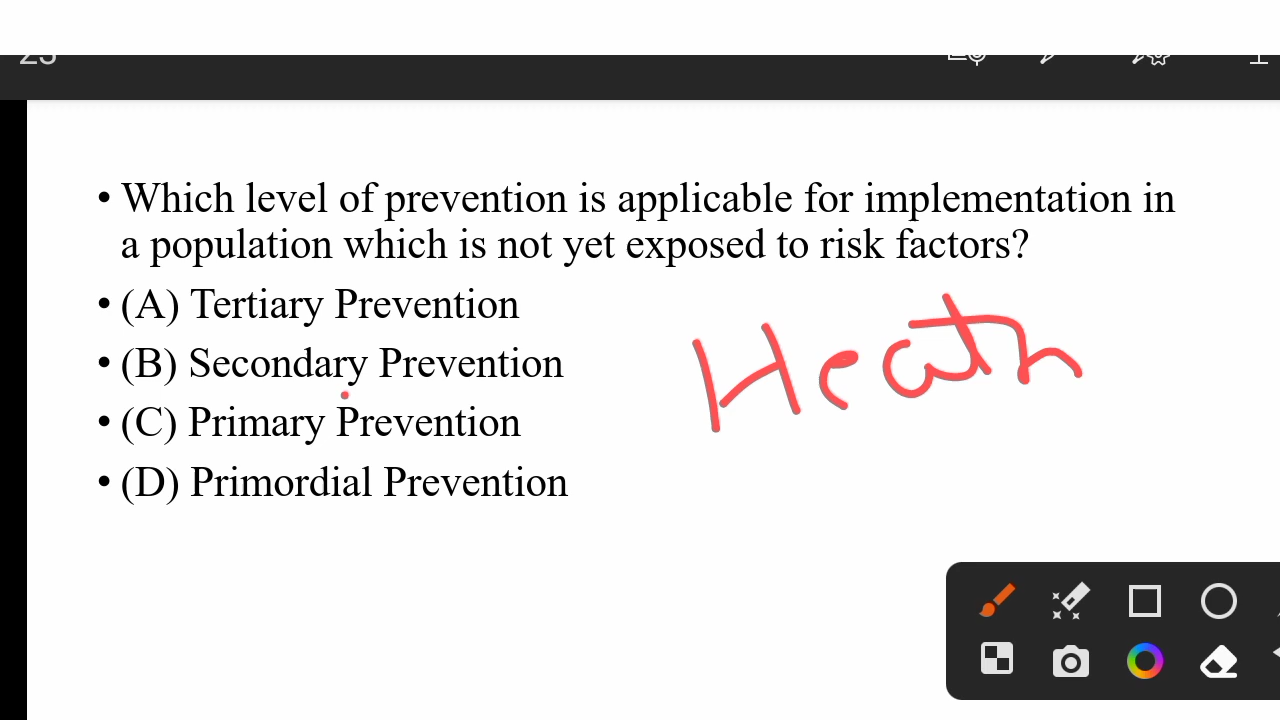 • Which level of prevention is applicable for implementation in
a population which is not yet exposed to risk factors?
• (A) Tertiary Prevention
• (B) Secondary Prevention
• (C) Primary Prevention
• (D) Primordial Prevention
Heath